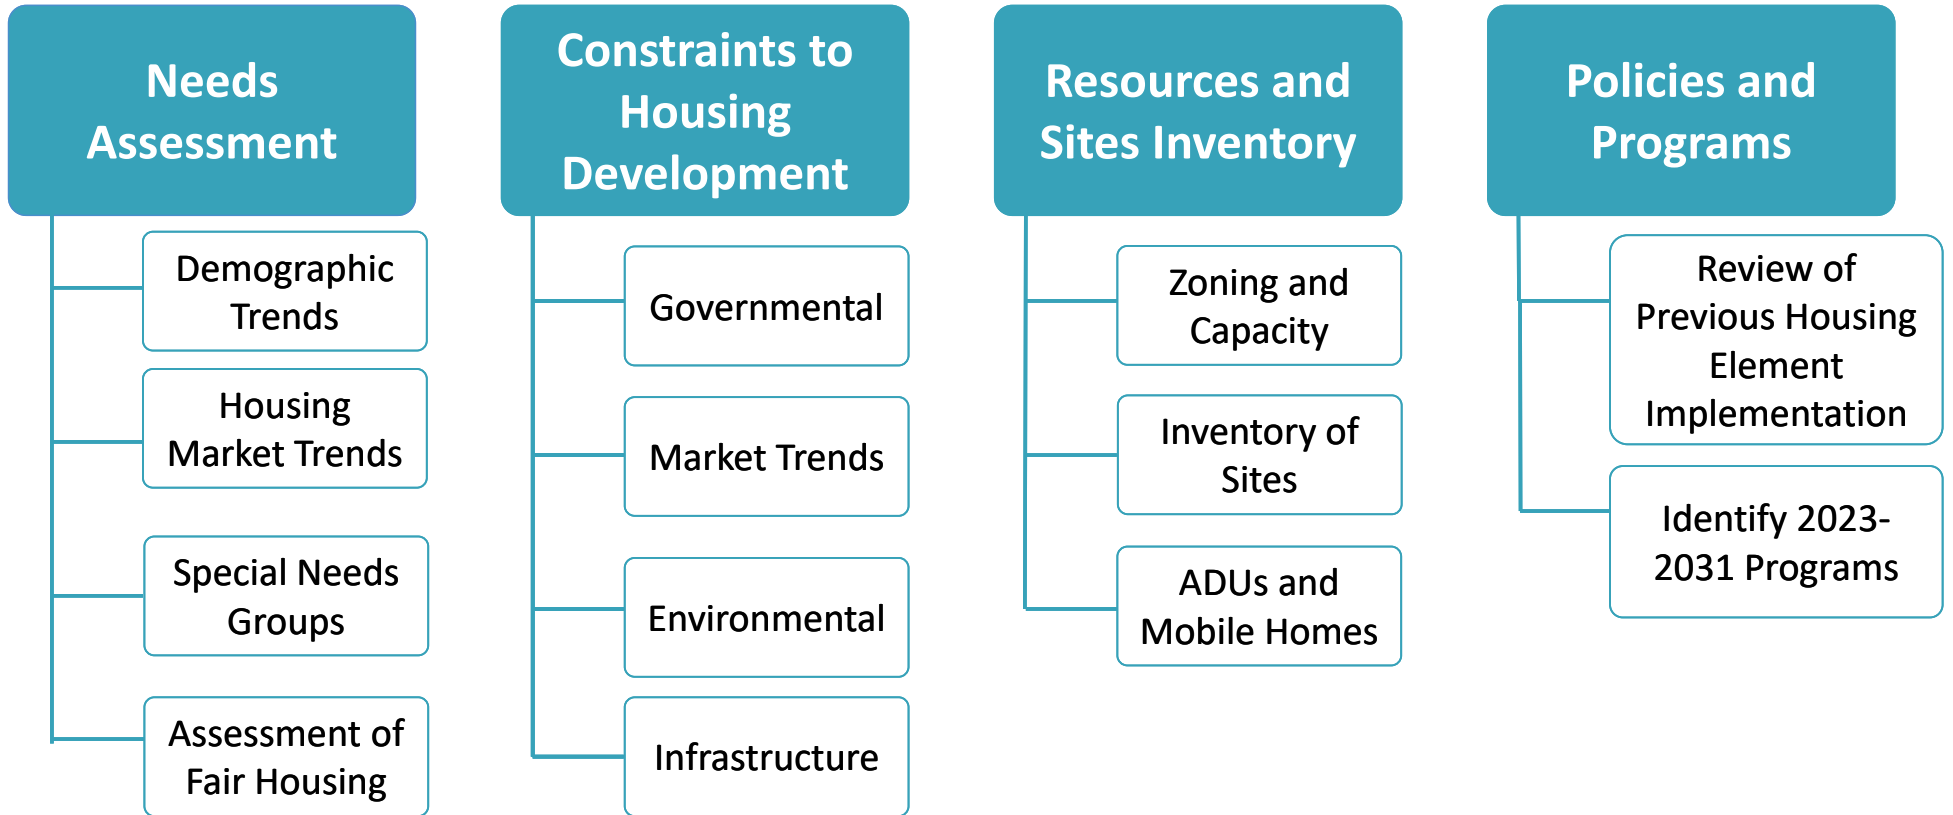 Needs
Assessment
Demographic
Trends
Housing
Market Trends
Special Needs
Groups
Assessment of
Fair Housing
Constraints to
Housing
Development
Governmental
Market Trends
Environmental
Infrastructure
Resources and
Sites Inventory
Zoning and
Capacity
Inventory of
Sites
ADUs and
Mobile Homes
Policies and
Programs
Review of
Previous Housing
Element
Implementation
Identify 2023-
2031 Programs